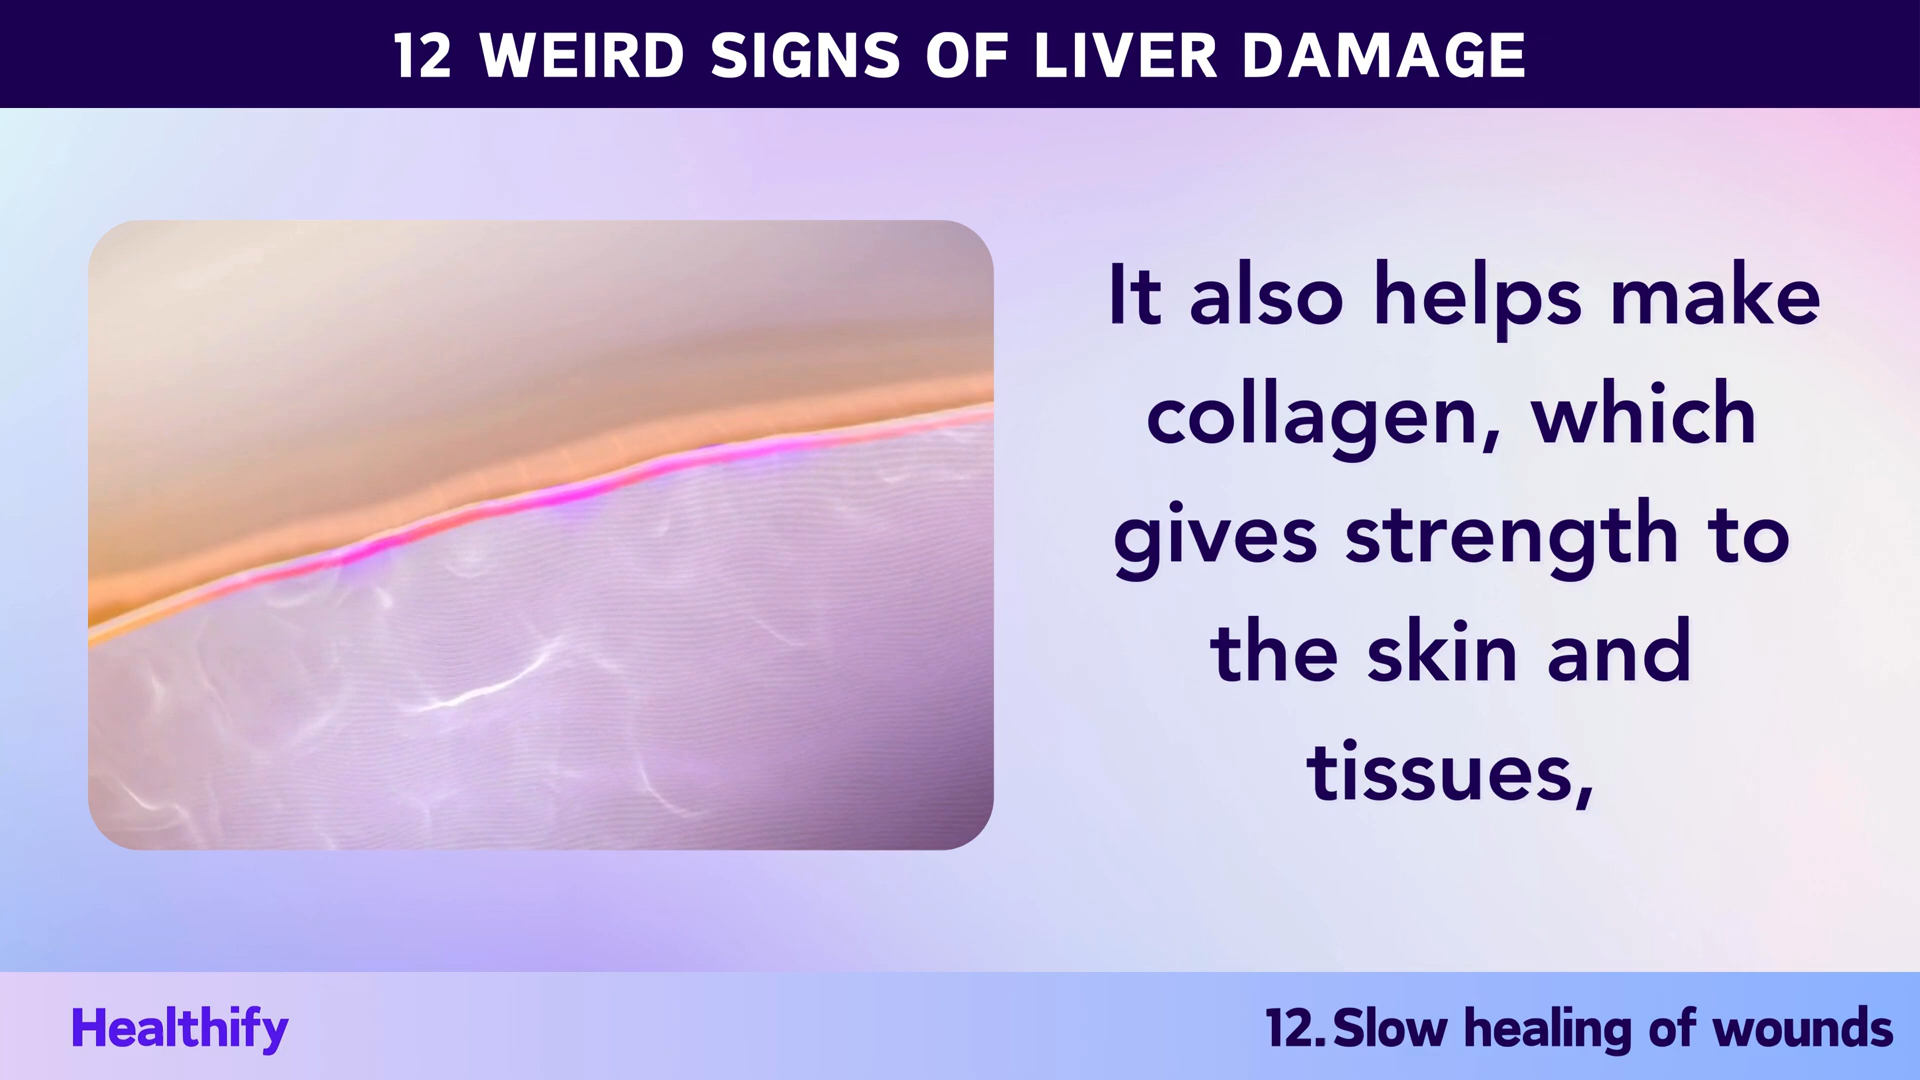 12 WEIRD SIGNS OF LIVER DAMAGE
It also helps make
collagen, which
gives strength to
the skin and
tissues,
Healthify
12. Slow healing of wounds